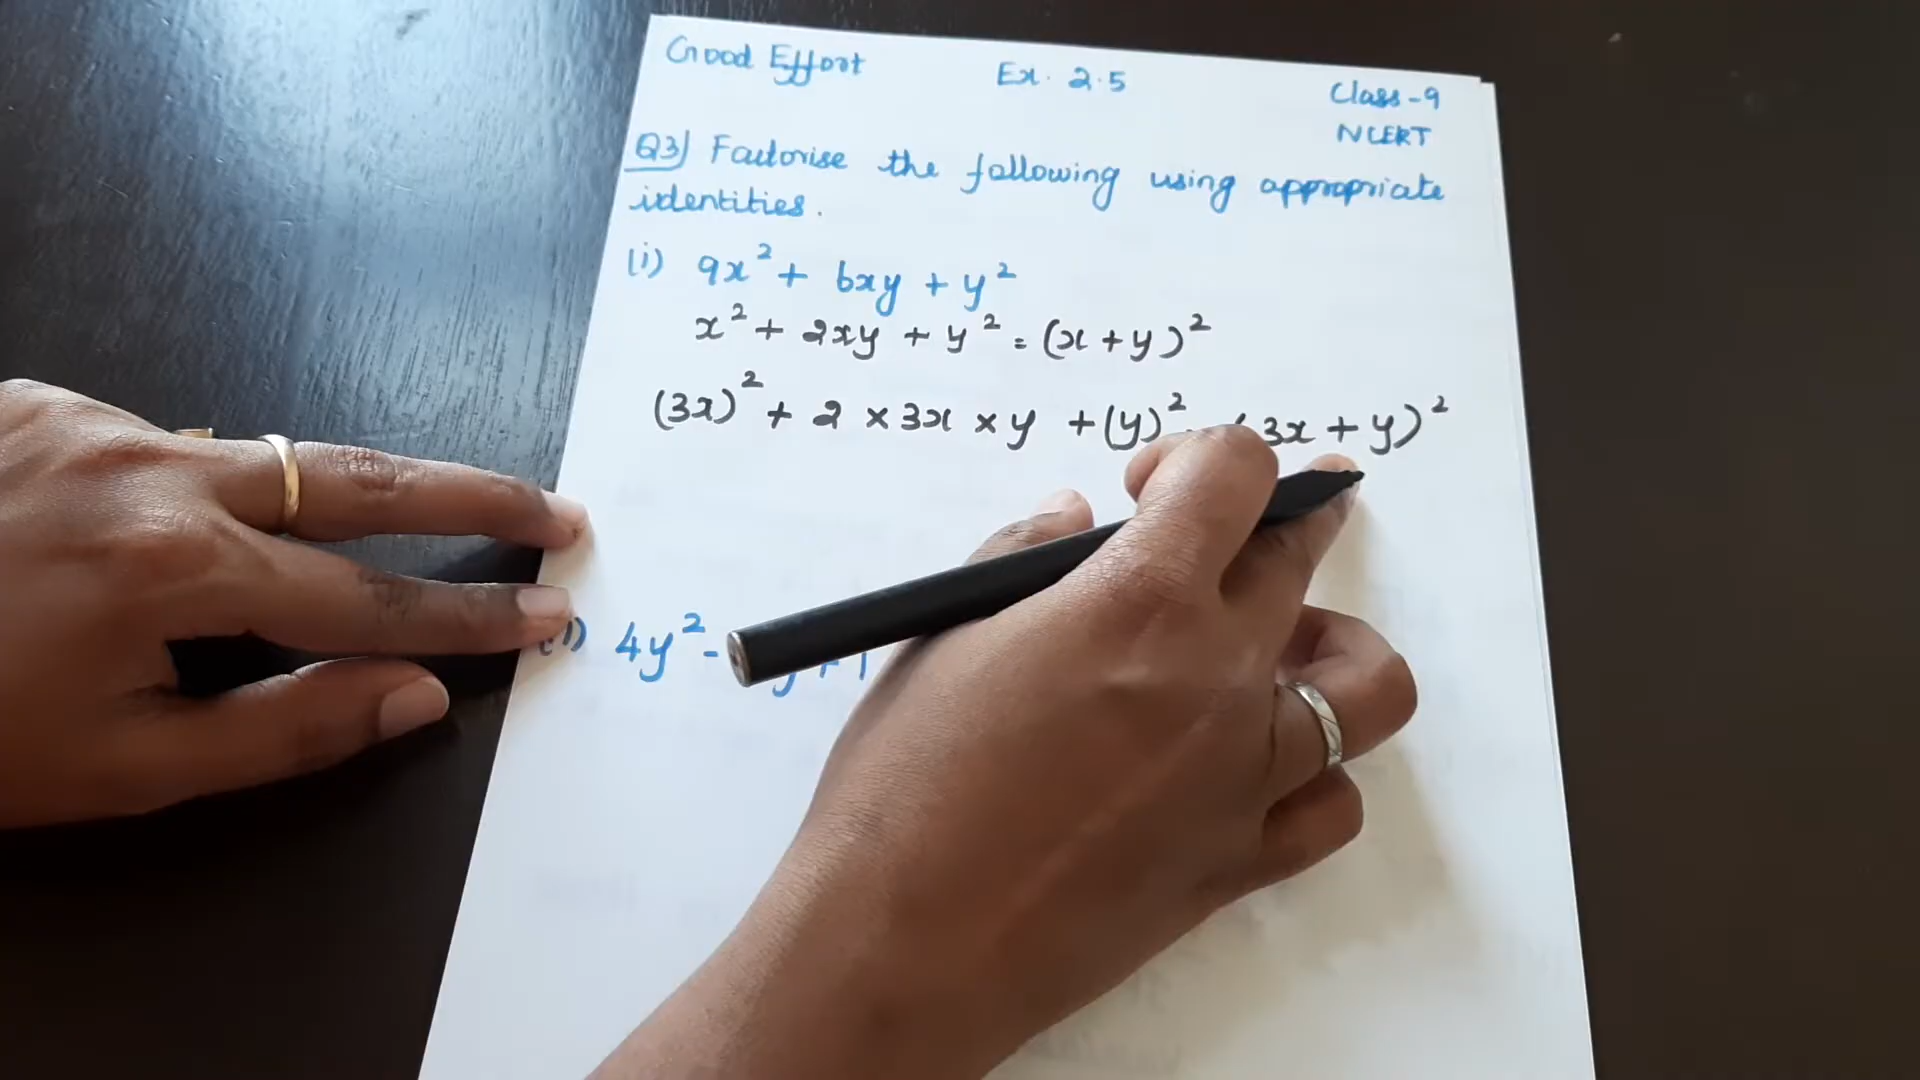 Good Effort Ex. 2.5 Class-9
NCERT
Q3) Factorise the following using appropriate
identities.
(i) 9x² + 6xy + y²
x² + 2xy + y² = (x + y)²
(3x)² + 2 × 3x × y + (y)² (3x + y)²
4y² - y + 1